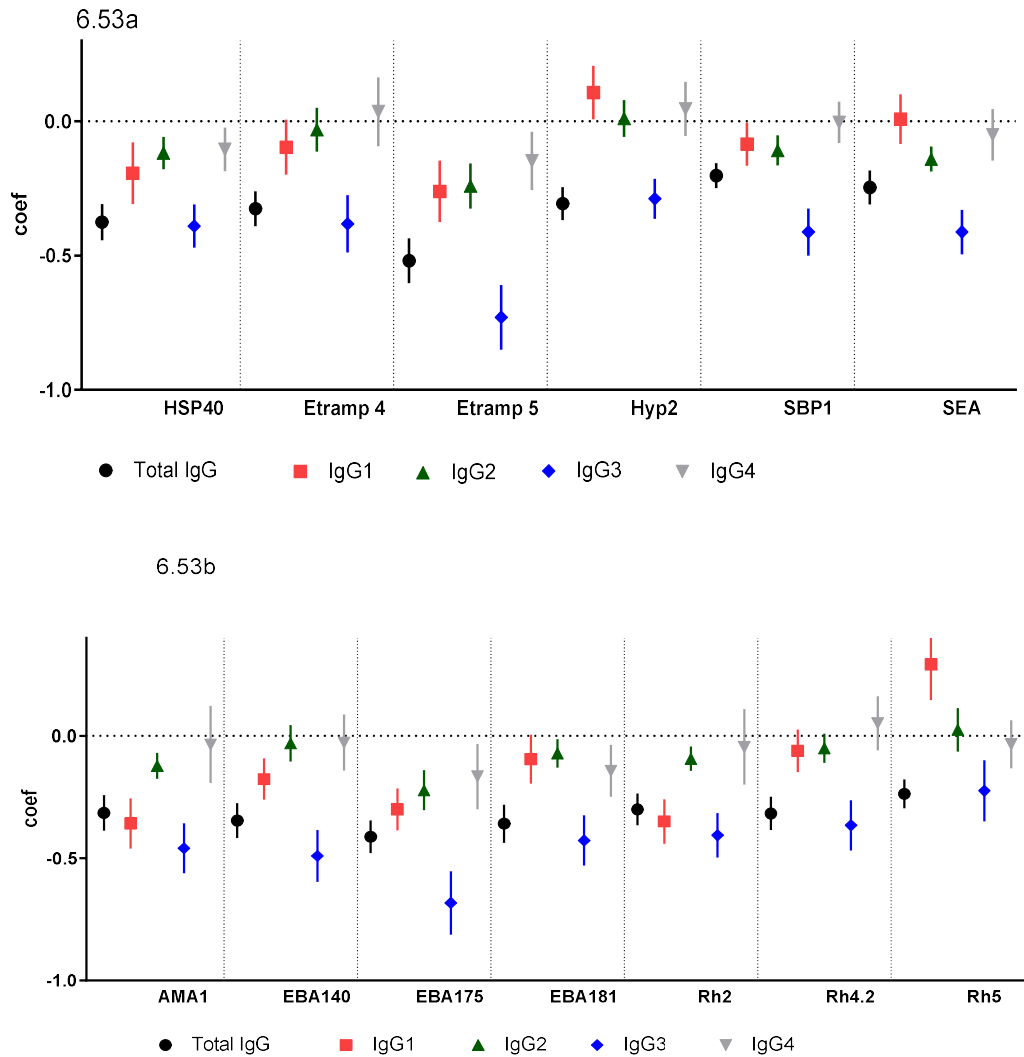 6.53a
0.0
coef
-0.5
-1.0
HSP40 Etramp 4 Etramp 5 Hyp2 SBP1 SEA
Total IgG IgG1 IgG2 IgG3 IgG4
6.53b
0.0
coef
-0.5
-1.0
AMA1 EBA140 EBA175 EBA181 Rh2 Rh4.2 Rh5
Total IgG IgG1 IgG2 IgG3 IgG4